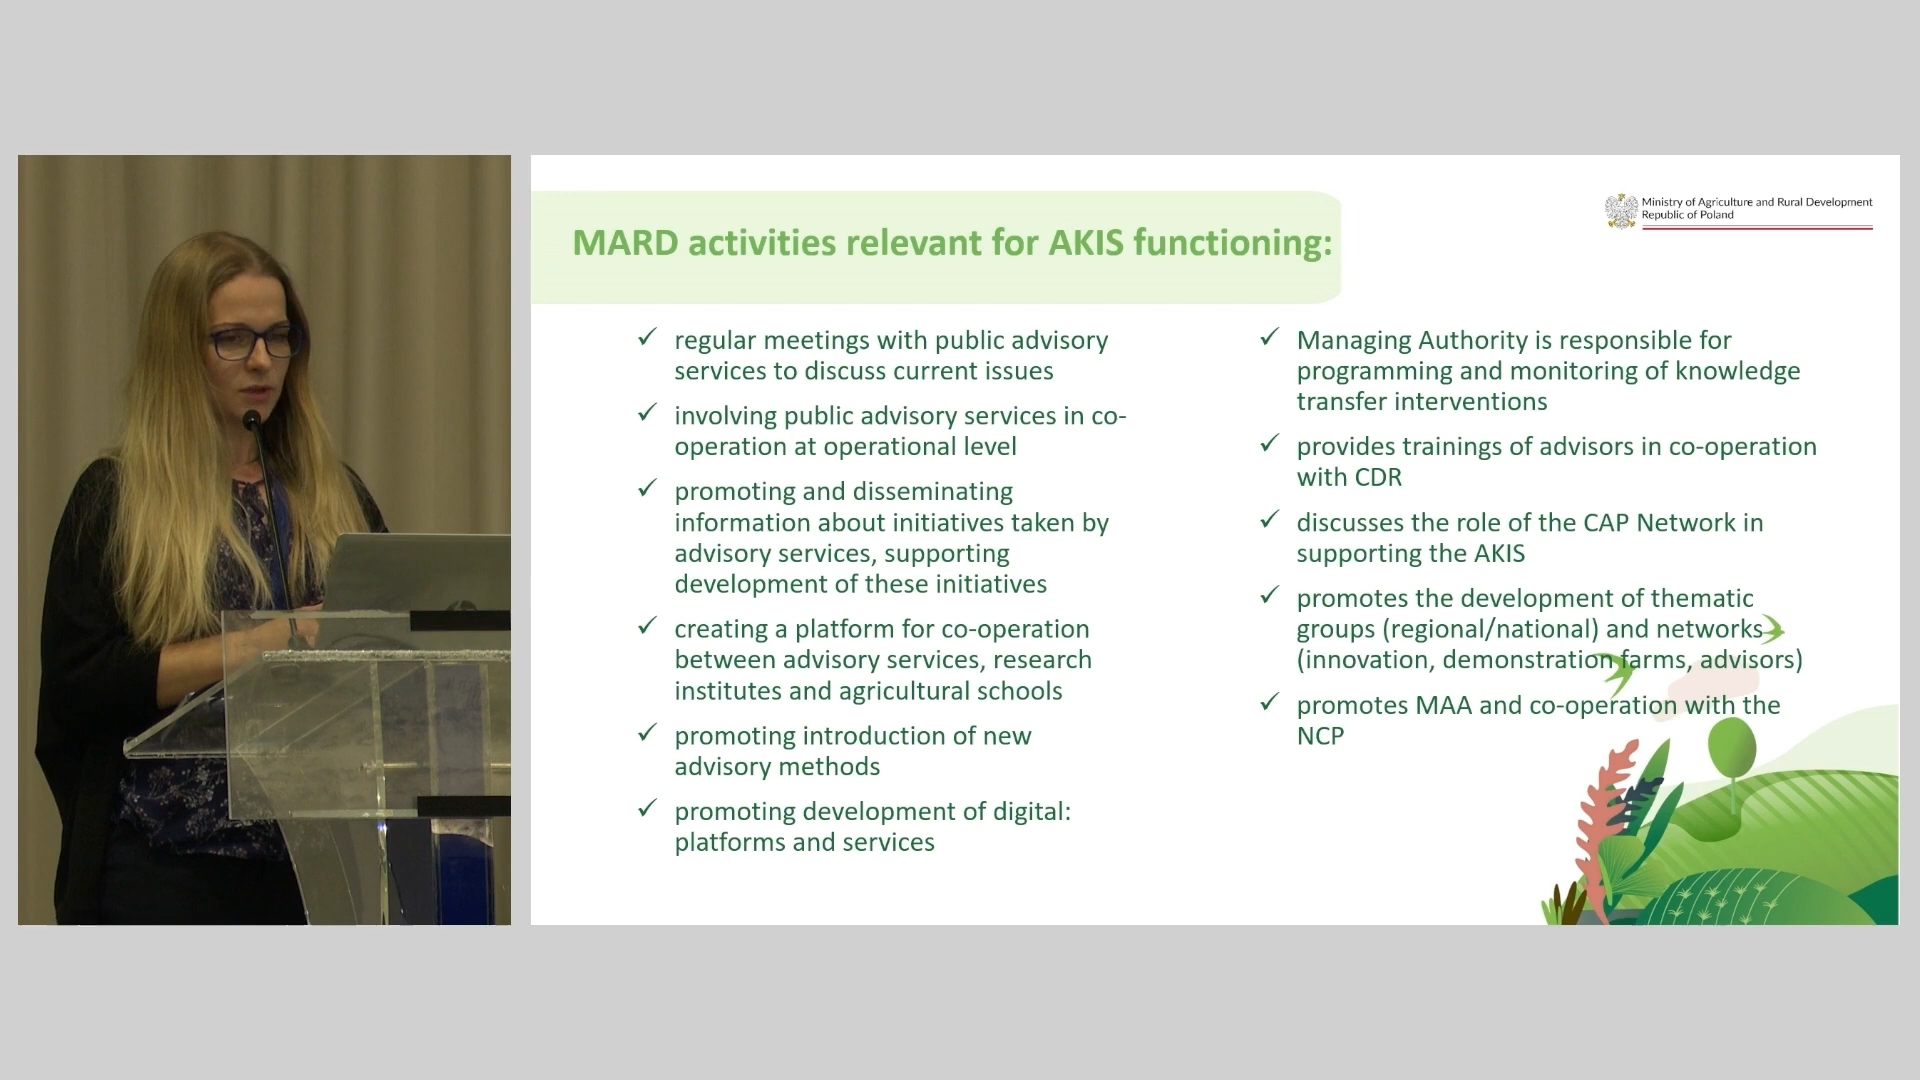 MARD activities relevant for AKIS functioning:
Ministry of Agriculture and Rural Development
Republic of Poland
regular meetings with public advisory
services to discuss current issues
involving public advisory services in co-
operation at operational level
promoting and disseminating
information about initiatives taken by
advisory services, supporting
development of these initiatives
creating a platform for co-operation
between advisory services, research
institutes and agricultural schools
promoting introduction of new
advisory methods
promoting development of digital:
platforms and services
Managing Authority is responsible for
programming and monitoring of knowledge
transfer interventions
provides trainings of advisors in co-operation
with CDR
discusses the role of the CAP Network in
supporting the AKIS
promotes the development of thematic
groups (regional/national) and networks
(innovation, demonstration farms, advisors)
promotes MAA and co-operation with the
NCP